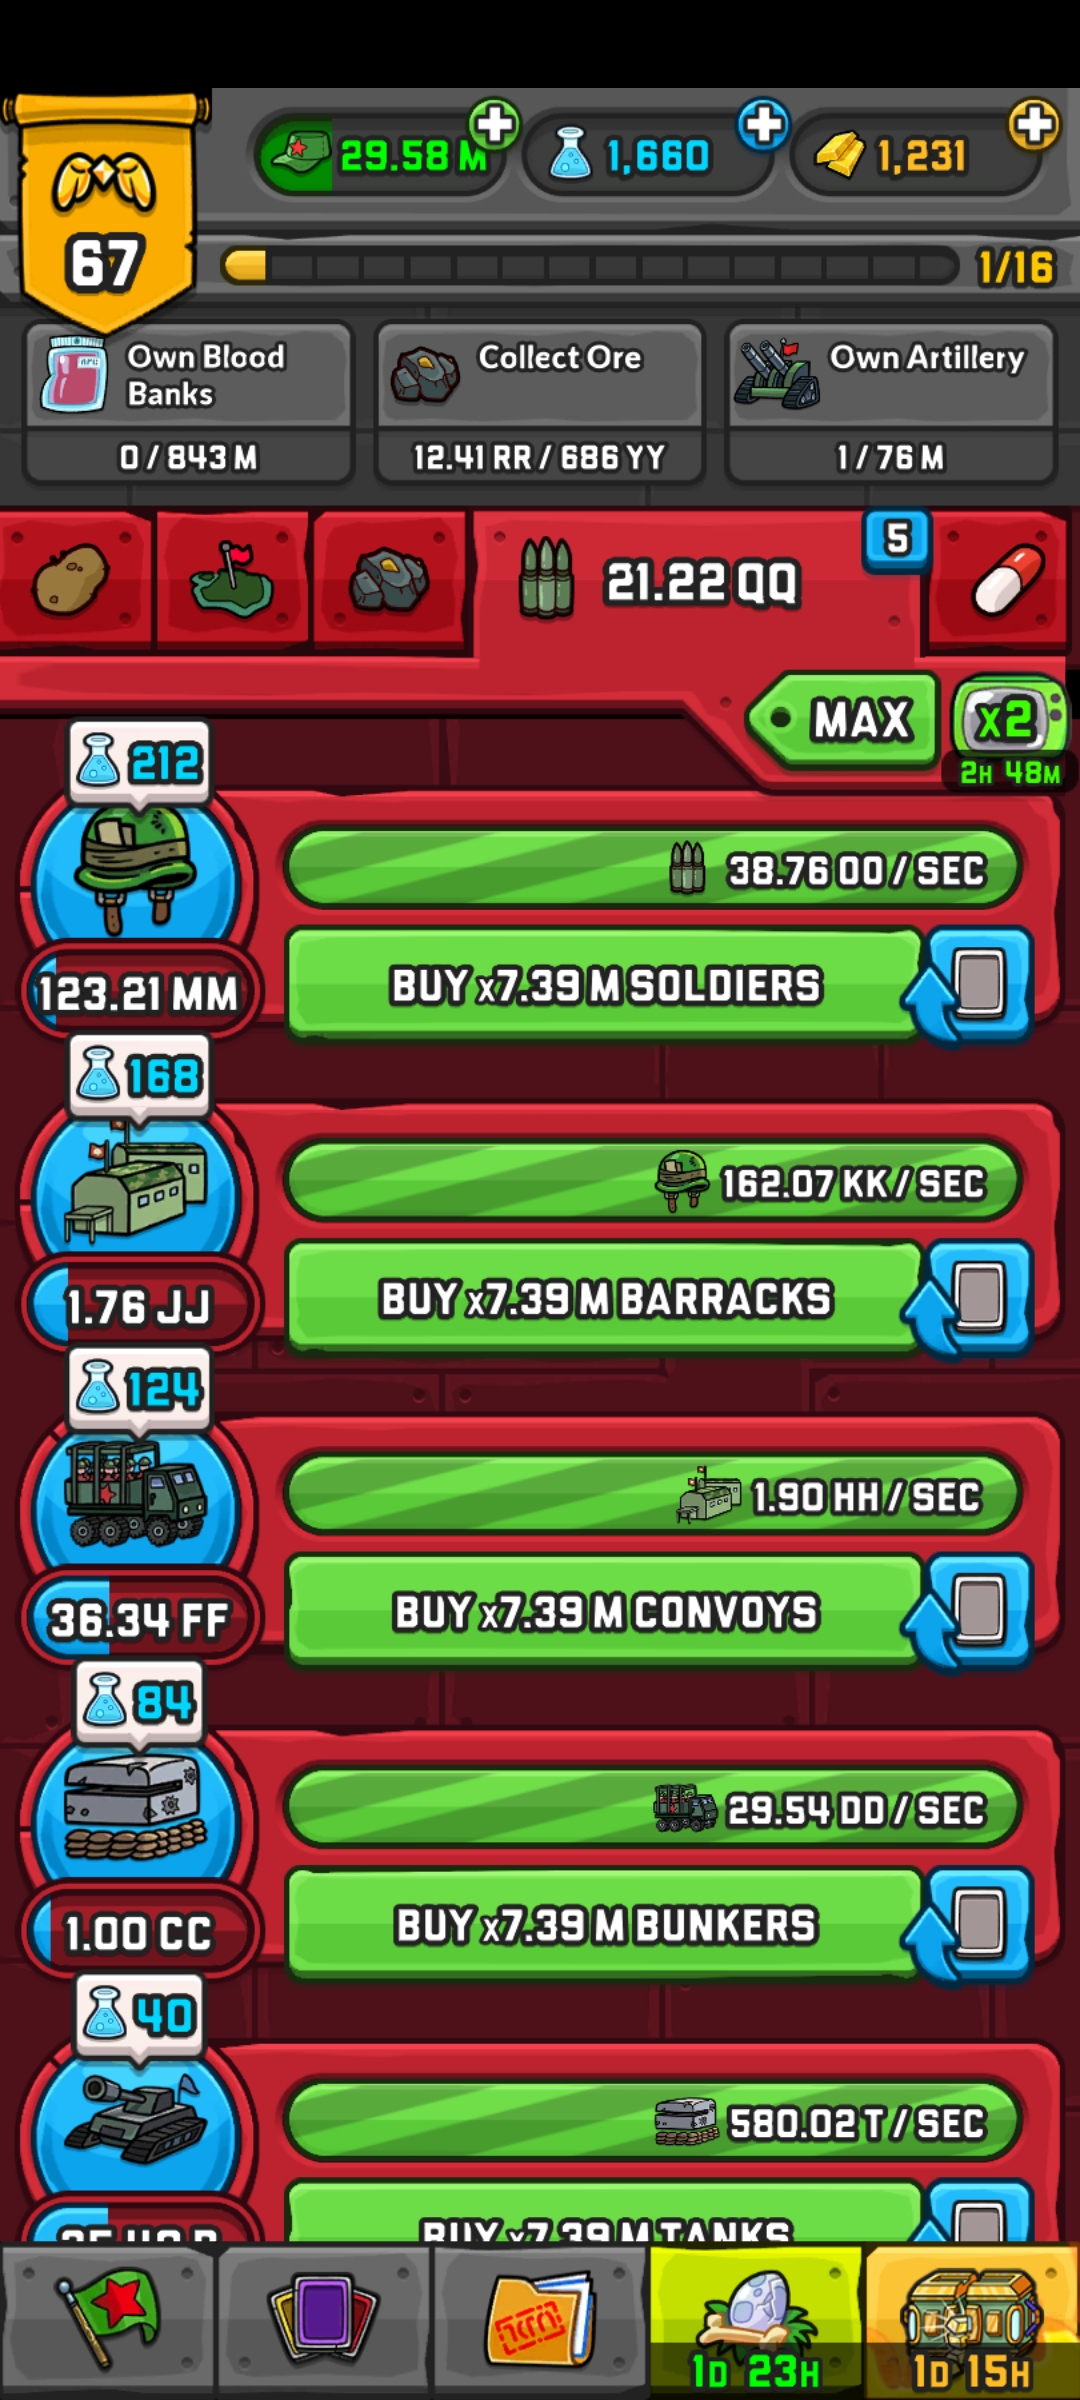 29.58 M
1,660
1,231
67
1/16
Own Blood
Banks
Collect Ore
Own Artillery
0 / 843 M
12.41 RR / 686 YY
1 / 76 M
21.22 QQ
5
MAX
x2
2H 48M
212
38.76 OO / SEC
BUY x7.39 M SOLDIERS
123.21 MM
168
162.07 KK / SEC
BUY x7.39 M BARRACKS
1.76 JJ
124
1.90 HH / SEC
BUY x7.39 M CONVOYS
36.34 FF
84
29.54 DD / SEC
BUY x7.39 M BUNKERS
1.00 CC
40
580.02 T / SEC
BUY x7.39 M TANKS
1D 23H
1D 15H